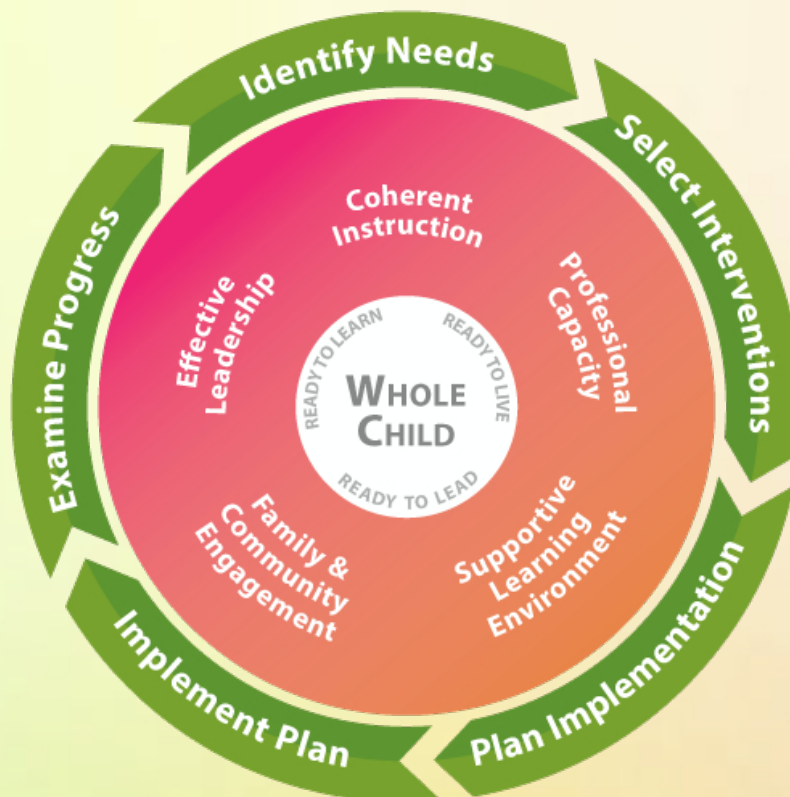 Identify Needs
Select Interventions
Plan Implementation
Implement Plan
Examine Progress
Coherent
Instruction
Professional
Capacity
Supportive
Learning
Environment
Family &
Community
Engagement
Effective
Leadership
READY TO LEARN
READY TO LIVE
READY TO LEAD
WHOLE
CHILD